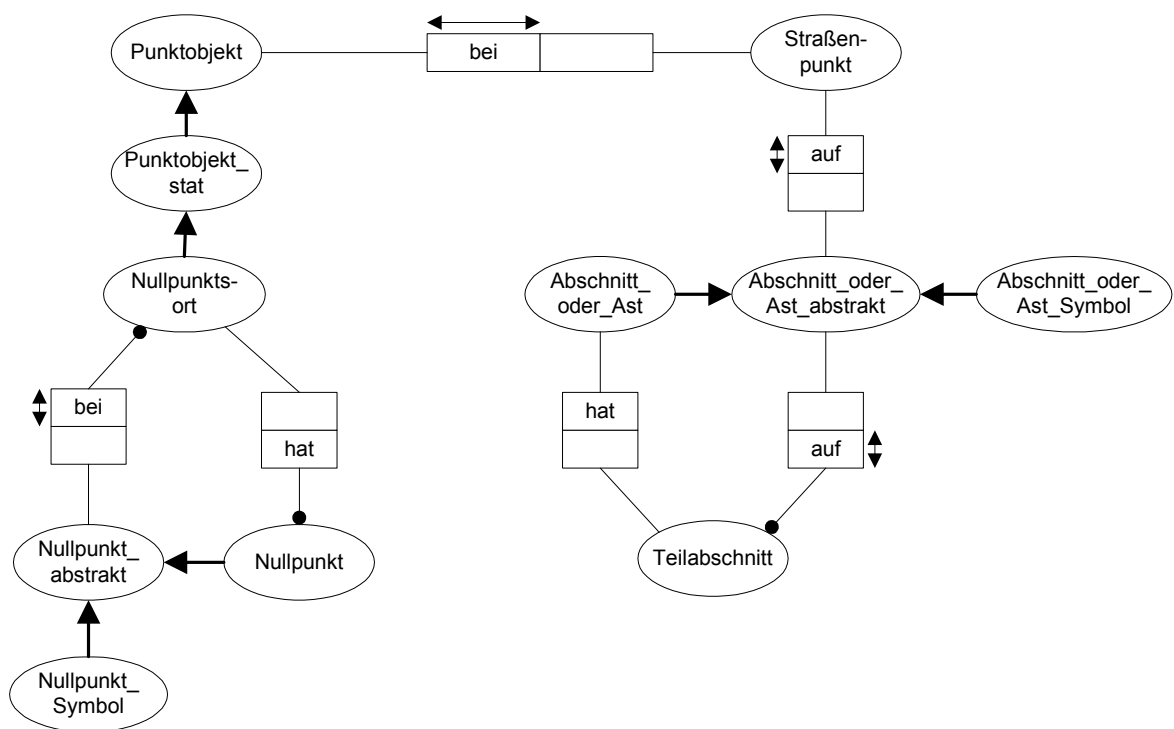 Punktobjekt
bei
Straßen-
punkt
Punktobjekt_
stat
auf
Nullpunkts-
ort
Abschnitt_
oder_Ast
Abschnitt_oder_
Ast_abstrakt
Abschnitt_oder_
Ast_Symbol
bei
hat
hat
auf
Nullpunkt_
abstrakt
Nullpunkt
Teilabschnitt
Nullpunkt_
Symbol